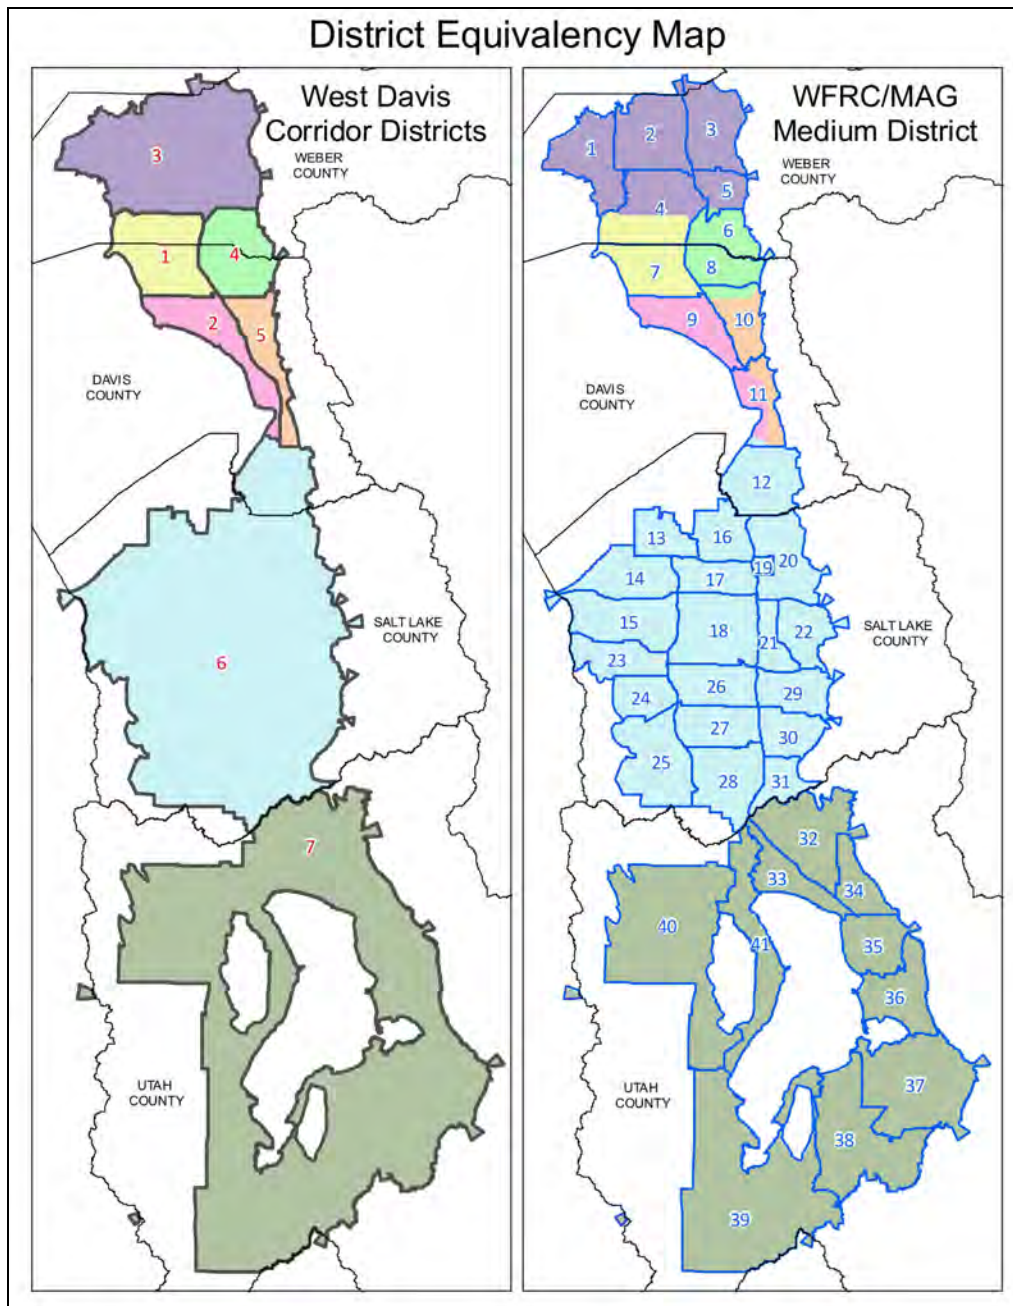 District Equivalency Map
West Davis
Corridor Districts
WEBER
COUNTY
3
1
4
2
5
DAVIS
COUNTY
SALT LAKE
COUNTY
6
7
UTAH
COUNTY
WFRC/MAG
Medium District
WEBER
COUNTY
1
2
3
4
5
6
7
8
9
10
DAVIS
COUNTY
11
12
13
16
20
14
17
19
15
18
21
22
SALT LAKE
COUNTY
23
24
26
29
27
30
25
28
31
32
33
34
40
41
35
36
37
UTAH
COUNTY
38
39